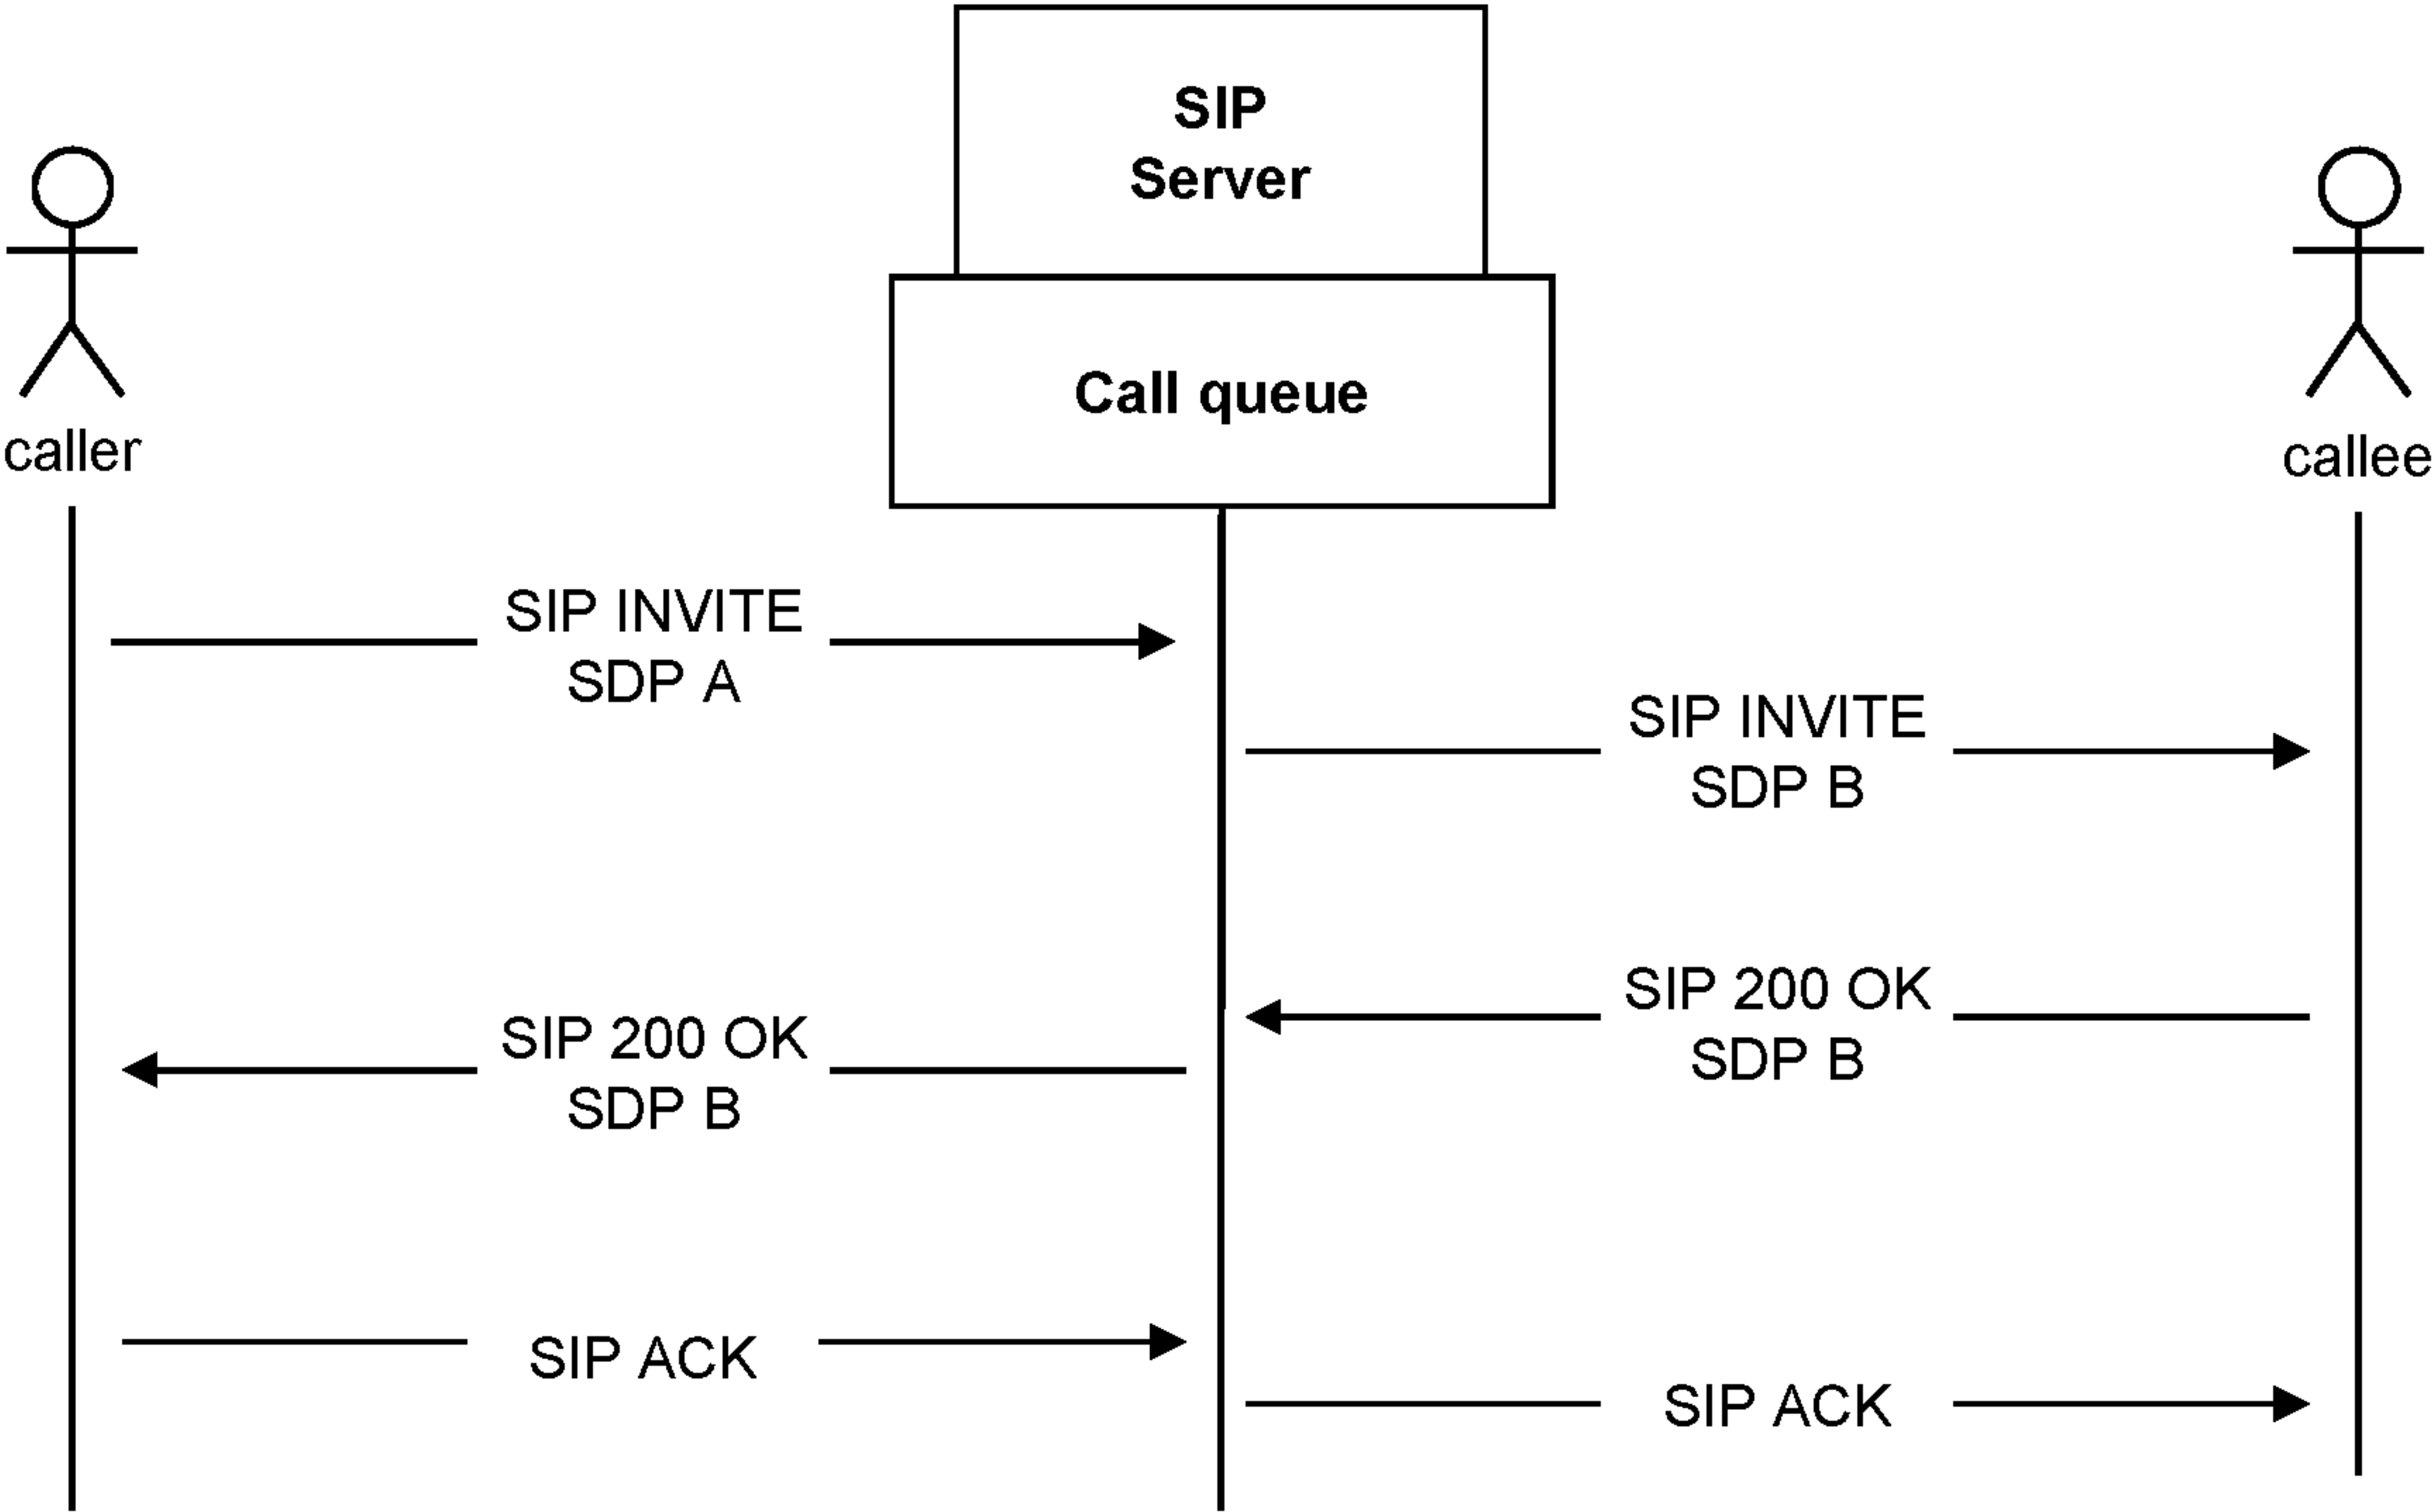 SIP
Server
Call queue
caller
callee
SIP INVITE
SDP A
SIP INVITE
SDP B
SIP 200 OK
SDP B
SIP 200 OK
SDP B
SIP ACK
SIP ACK